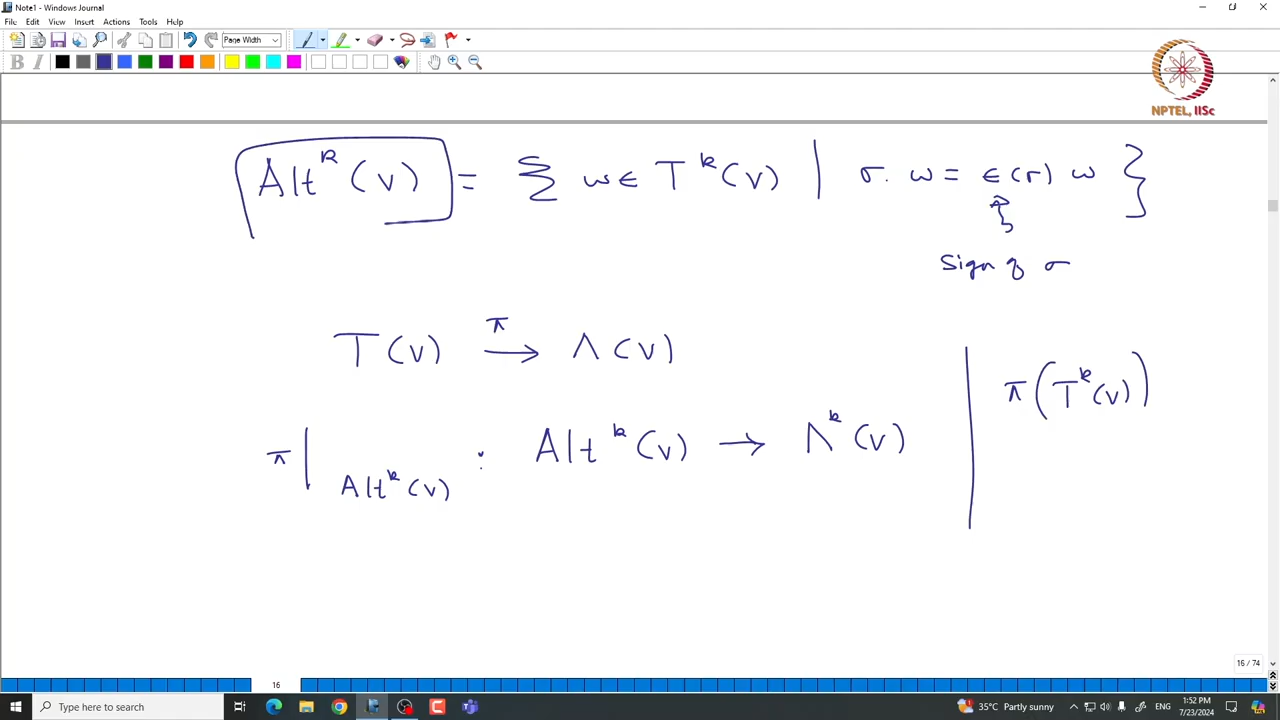 Note1 - Windows Journal
File Edit View Insert Actions Tools Help
Page Width
B I
NPTEL, IISc
Alt^k (V) = { w ∈ T^k (V) | σ. w = ∈(σ) w }
Sign of σ
T (V) →^π Λ (V)
π|_{Alt^k (V)} : Alt^k (V) → Λ^k (V)
π(T^k (V))
16 / 74
16
Type here to search
35°C Partly sunny
ENG
1:52 PM
7/23/2024